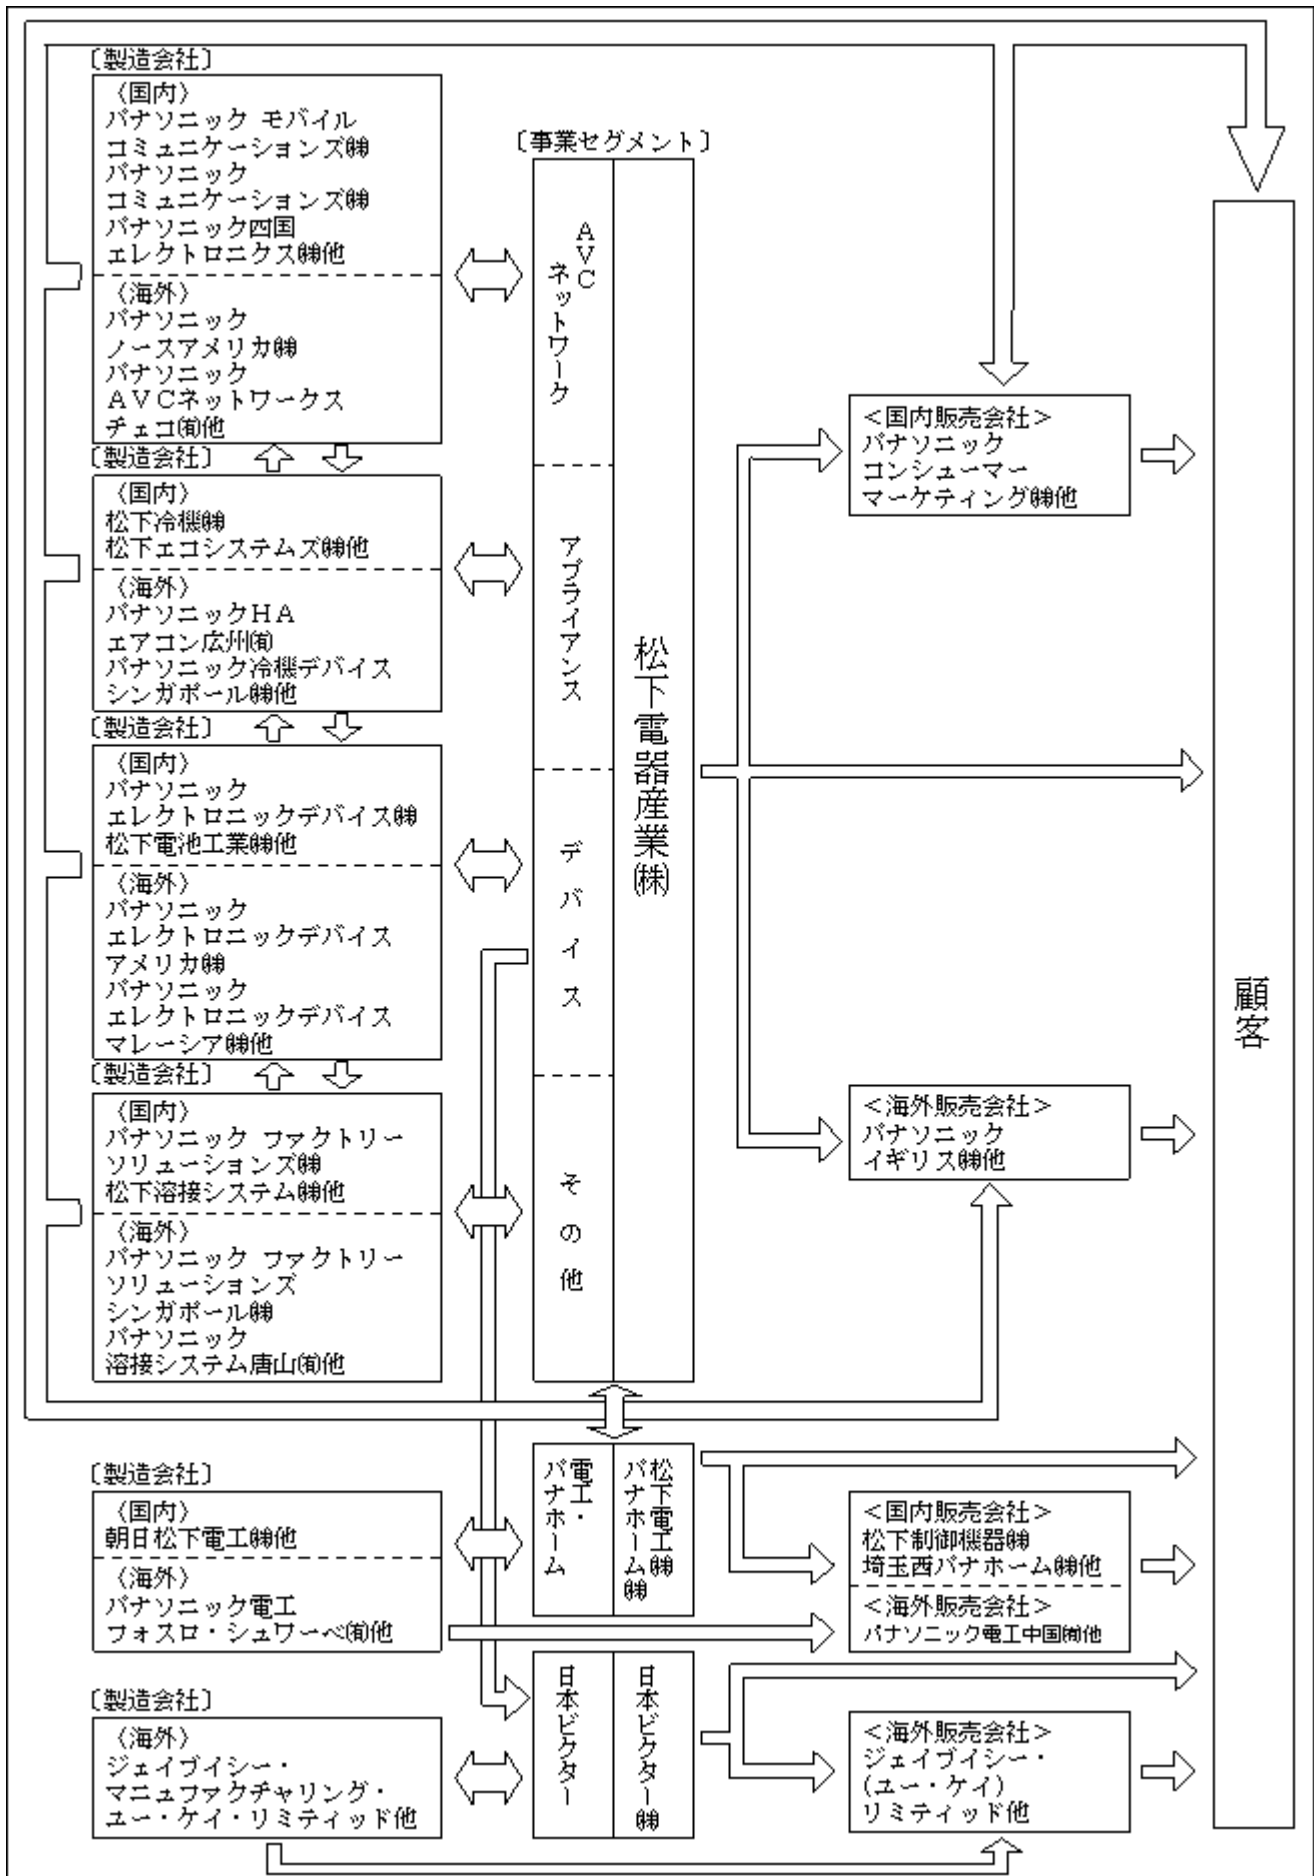 〔製造会社〕
〈国内〉
パナソニック モバイル
コミュニケーションズ㈱
パナソニック
コミュニケーションズ㈱
パナソニック四国
エレクトロニクス㈱他
〈海外〉
パナソニック
ノースアメリカ㈱
パナソニック
ＡＶＣネットワークス
チェコ㈲他
〔製造会社〕
〈国内〉
松下冷機㈱
松下エコシステムズ㈱他
〈海外〉
パナソニックＨＡ
エアコン広州㈲
パナソニック冷機デバイス
シンガポール㈱他
〔製造会社〕
〈国内〉
パナソニック
エレクトロニックデバイス㈱
松下電池工業㈱他
〈海外〉
パナソニック
エレクトロニックデバイス
アメリカ㈱
パナソニック
エレクトロニックデバイス
マレーシア㈱他
〔製造会社〕
〈国内〉
パナソニック ファクトリー
ソリューションズ㈱
松下溶接システム㈱他
〈海外〉
パナソニック ファクトリー
ソリューションズ
シンガポール㈱
パナソニック
溶接システム唐山㈲他
〔製造会社〕
〈国内〉
朝日松下電工㈱他
〈海外〉
パナソニック電工
フォスロ・シュワーベ㈲他
〔製造会社〕
〈海外〉
ジェイブイシー・
マニュファクチャリング・
ユー・ケイ・リミティッド他
〔事業セグメント〕
ＡＶＣ
ネットワーク
アプライアンス
デバイス
その他
松下電器産業㈱
電工・
パナホーム
松下電工㈱
パナホーム㈱
日本ビクター
日本ビクター㈱
＜国内販売会社＞
パナソニック
コンシューマー
マーケティング㈱他
＜海外販売会社＞
パナソニック
イギリス㈱他
＜国内販売会社＞
松下制御機器㈱
埼玉西パナホーム㈱他
＜海外販売会社＞
パナソニック電工中国㈲他
＜海外販売会社＞
ジェイブイシー・
(ユー・ケイ)
リミティッド他
顧客